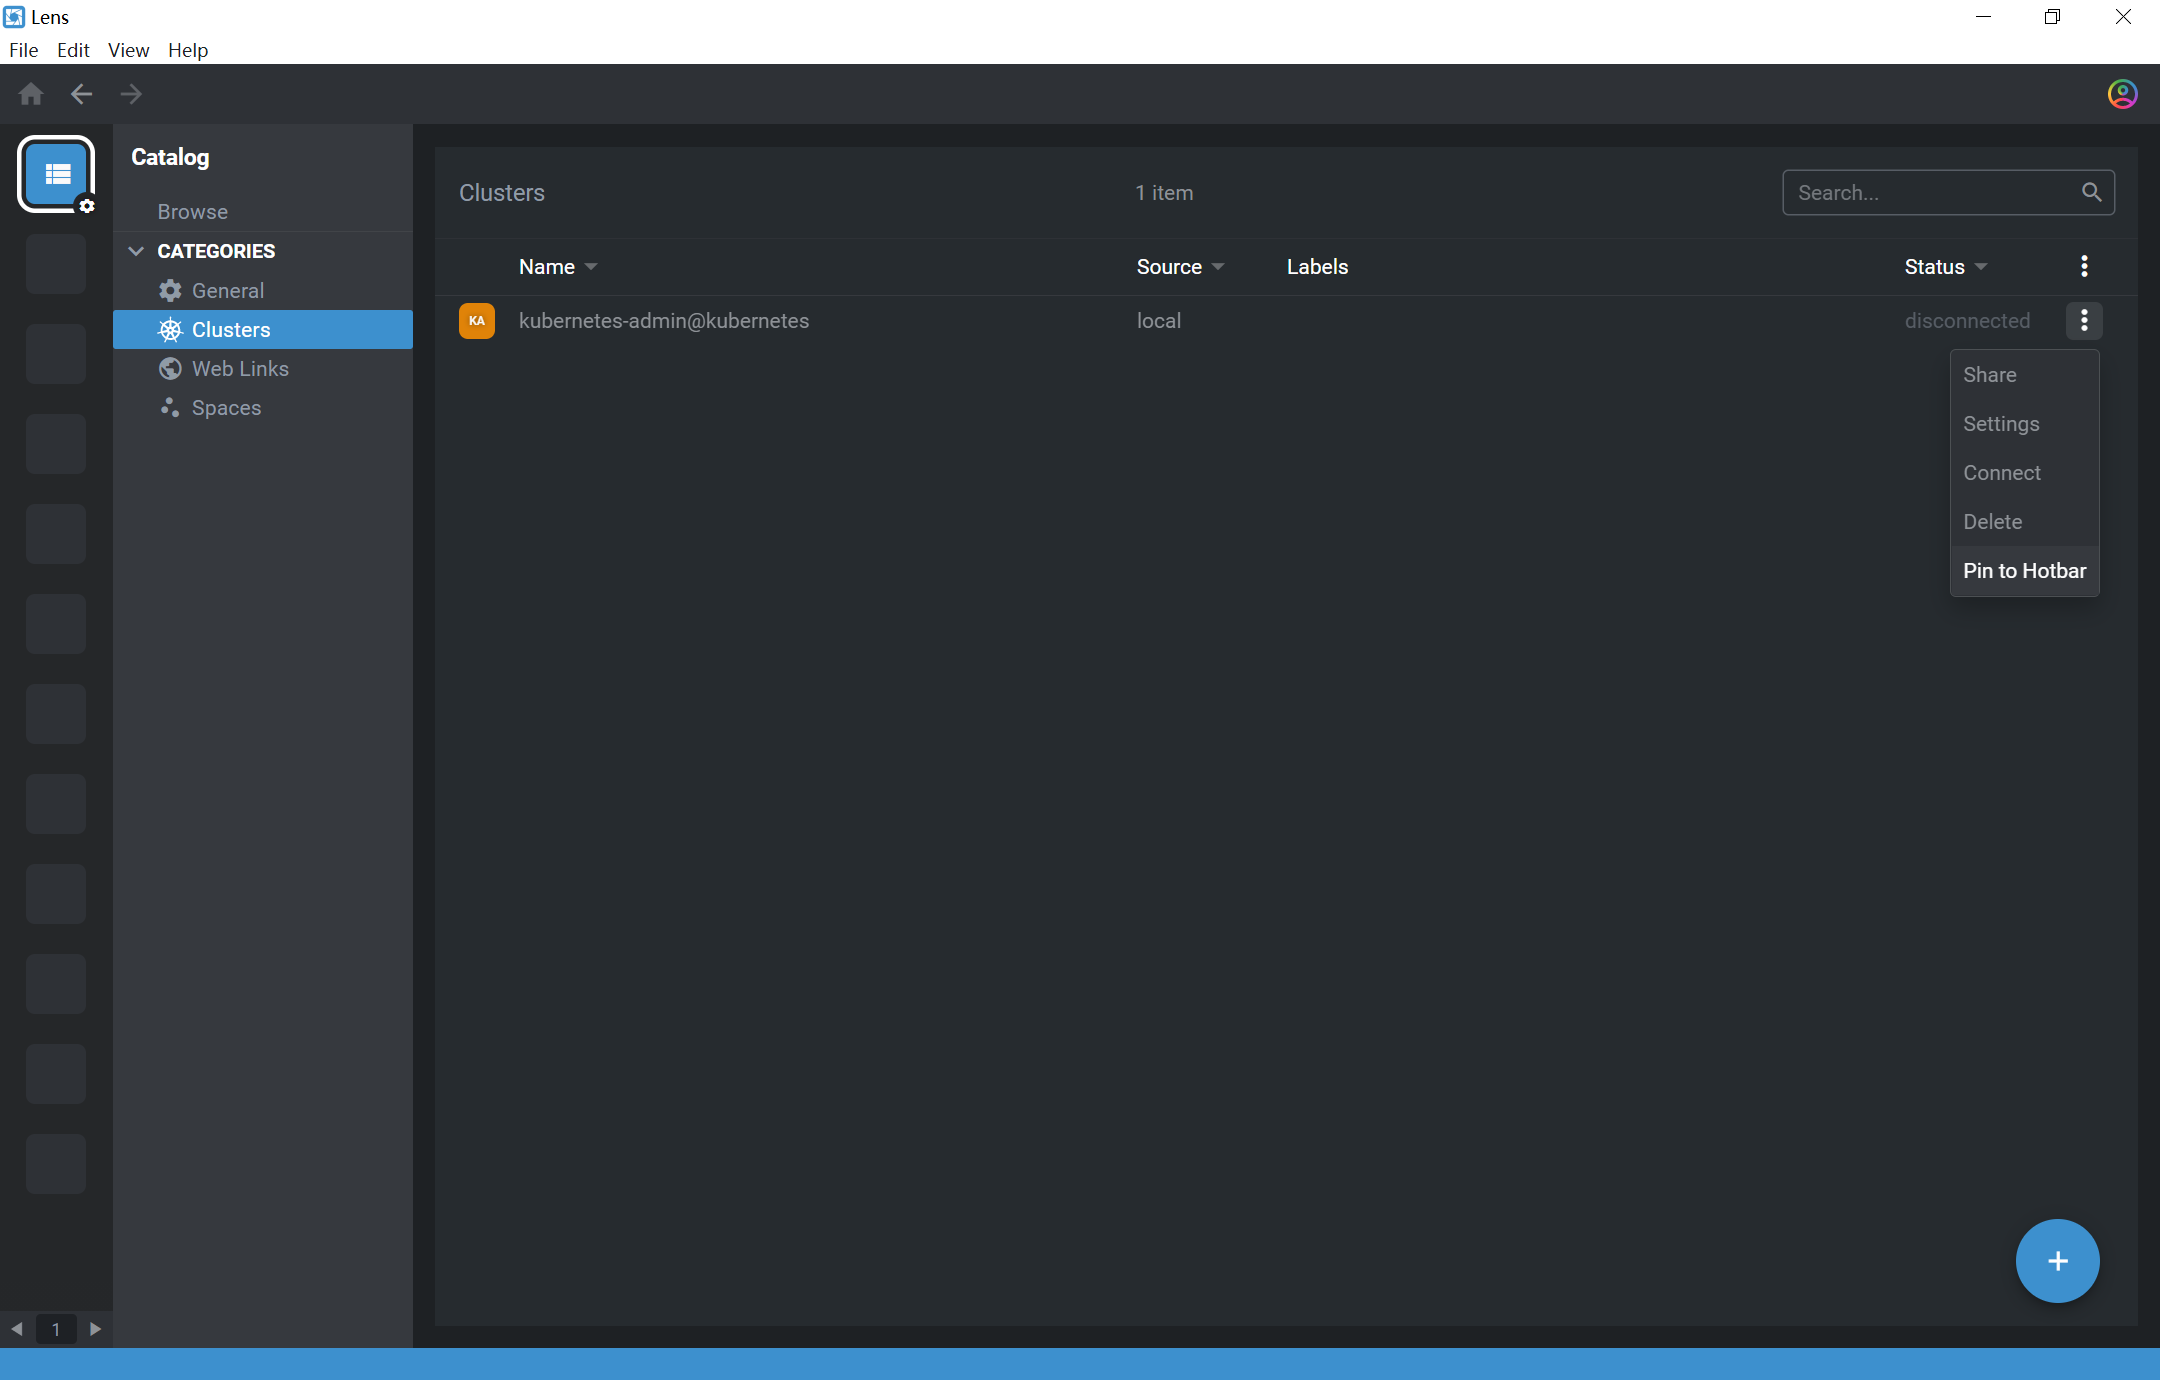 Lens
File Edit View Help
Catalog
Browse
CATEGORIES
General
Clusters
Web Links
Spaces
Clusters 1 item Search...
Name Source Labels Status
KA kubernetes-admin@kubernetes local disconnected
Share
Settings
Connect
Delete
Pin to Hotbar
1